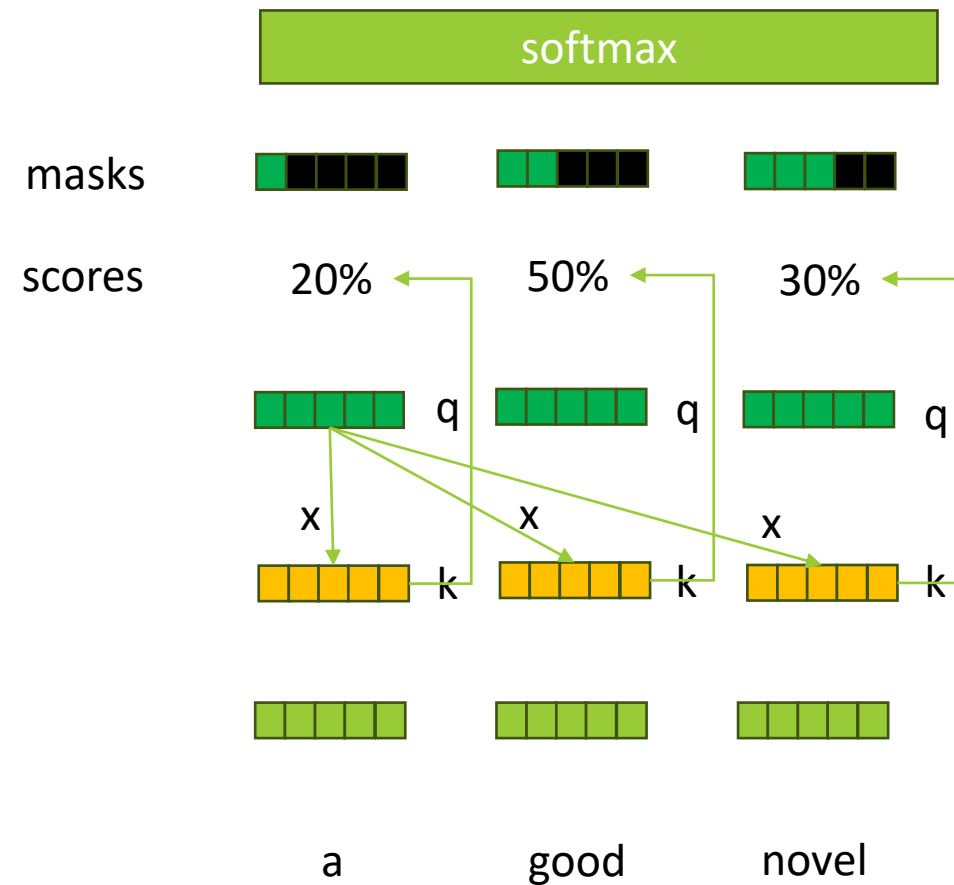 softmax
masks
scores 20% 50% 30%
q q q
x x x
k k k
a good novel